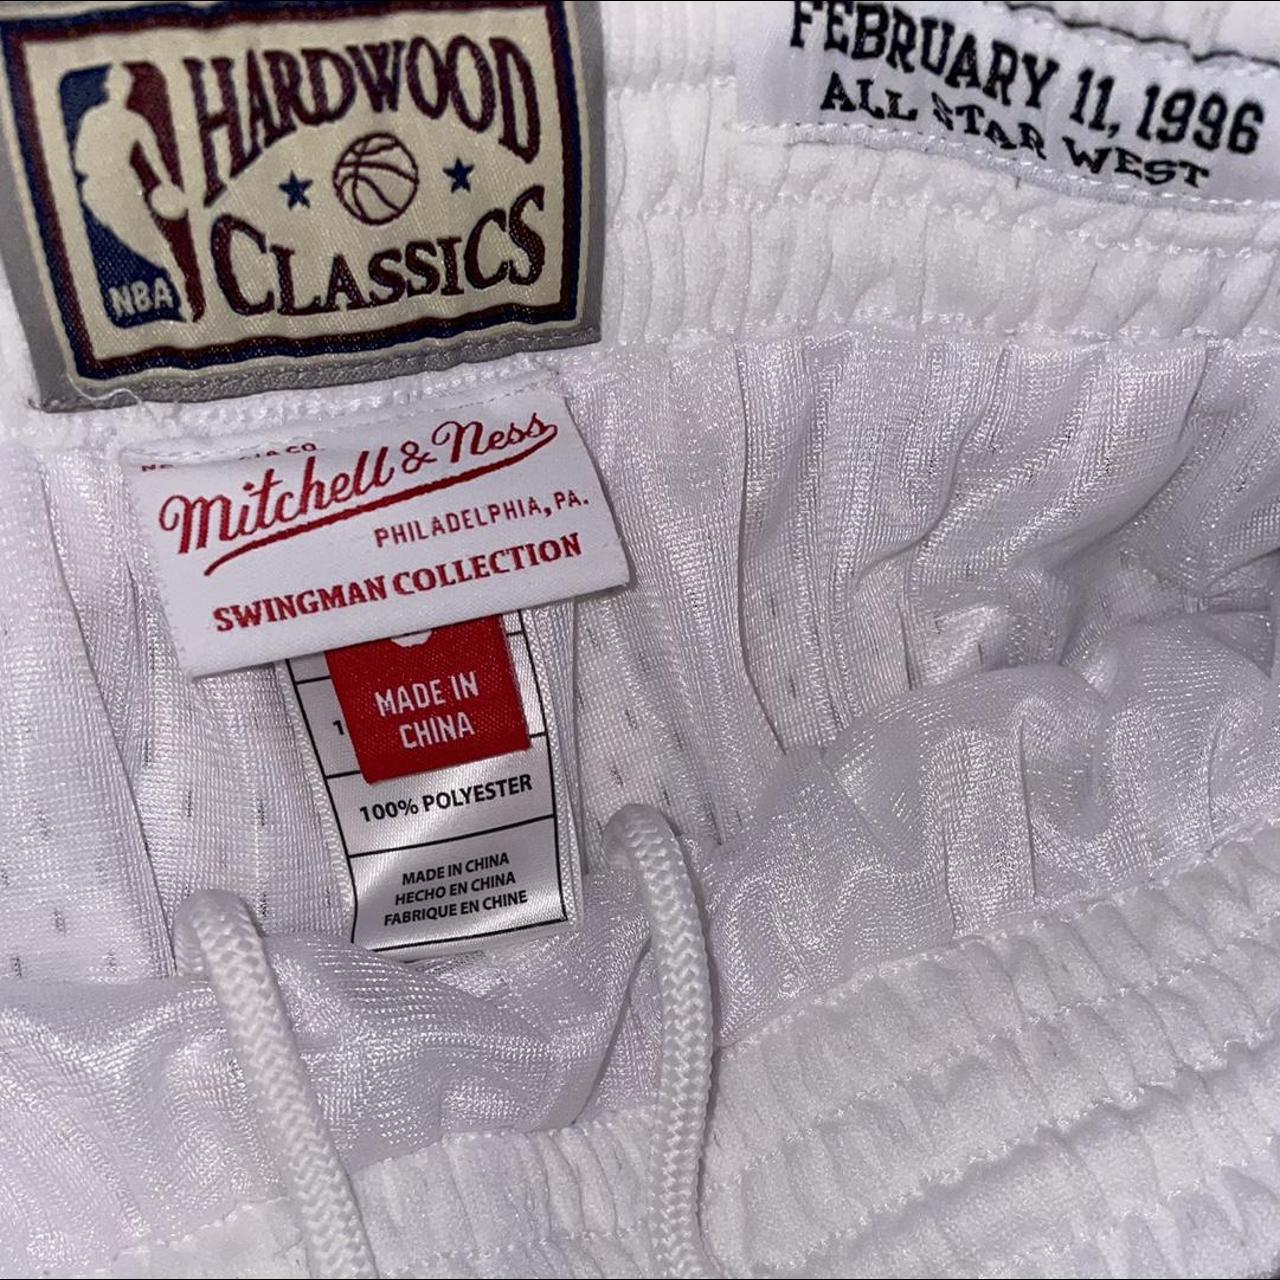 HARDWOOD
CLASSICS
NBA
FEBRUARY 11, 1996
ALL STAR WEST
Mitchell & Ness
PHILADELPHIA, PA.
SWINGMAN COLLECTION
MADE IN
CHINA
100% POLYESTER
MADE IN CHINA
HECHO EN CHINA
FABRIQUE EN CHINE